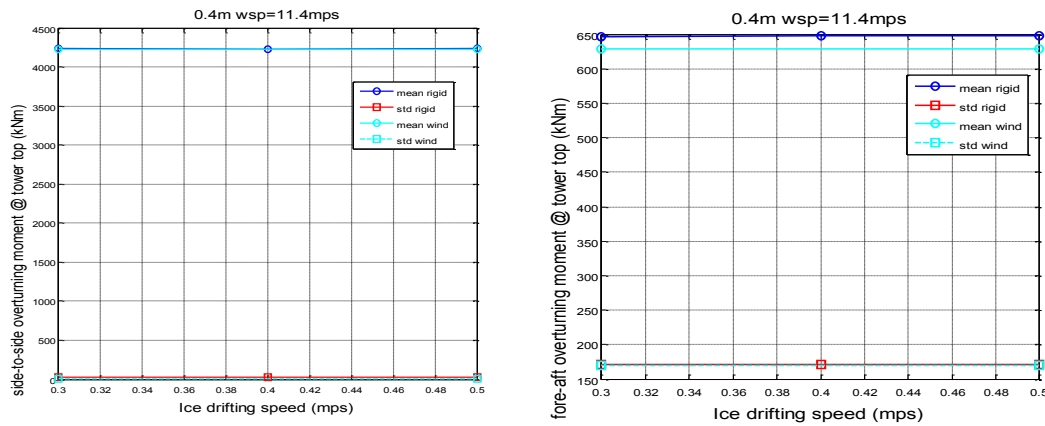 0.4m wsp=11.4mps
side-to-side overturning moment @ tower top (kNm)
4500
4000
3500
3000
2500
2000
1500
1000
500
0
mean rigid
std rigid
mean wind
std wind
0.3 0.32 0.34 0.36 0.38 0.4 0.42 0.44 0.46 0.48 0.5
Ice drifting speed (mps)
0.4m wsp=11.4mps
fore-aft overturning moment @ tower top (kNm)
650
600
550
500
450
400
350
300
250
200
150
mean rigid
std rigid
mean wind
std wind
0.3 0.32 0.34 0.36 0.38 0.4 0.42 0.44 0.46 0.48 0.5
Ice drifting speed (mps)